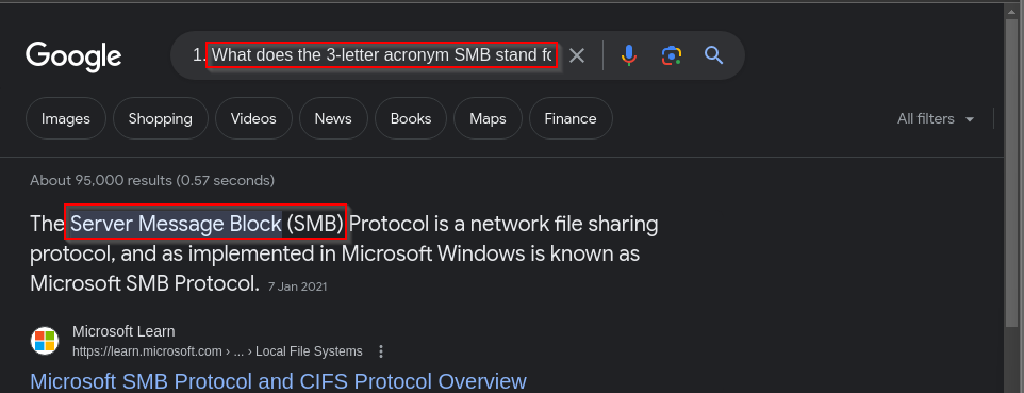 Google
1. What does the 3-letter acronym SMB stand fo
Images Shopping Videos News Books Maps Finance All filters
About 95,000 results (0.57 seconds)
The Server Message Block (SMB) Protocol is a network file sharing
protocol, and as implemented in Microsoft Windows is known as
Microsoft SMB Protocol. 7 Jan 2021
Microsoft Learn
https://learn.microsoft.com › ... › Local File Systems
Microsoft SMB Protocol and CIFS Protocol Overview